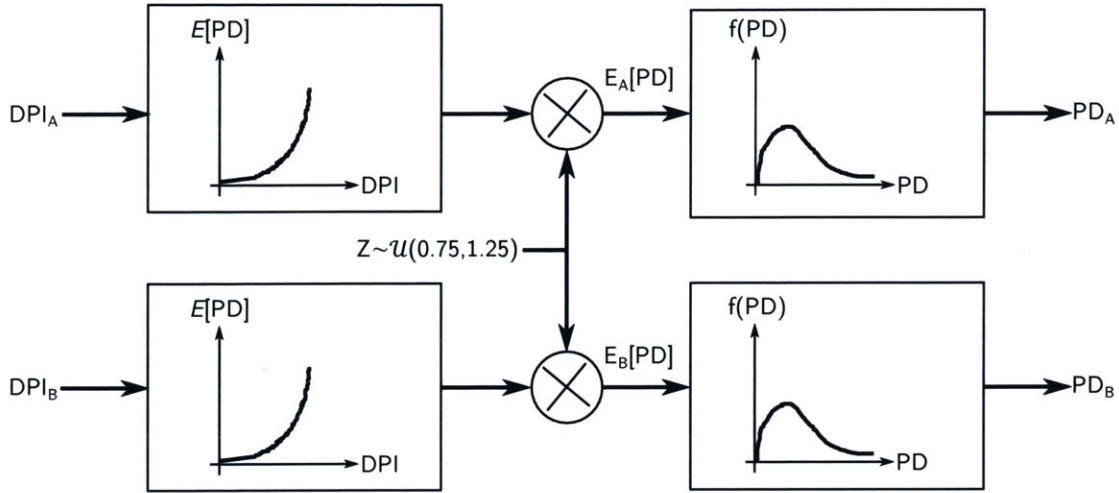 E[PD]
f(PD)
DPI_A
E_A[PD]
PD_A
DPI
PD
Z~U(0.75,1.25)
E[PD]
f(PD)
DPI_B
E_B[PD]
PD_B
DPI
PD